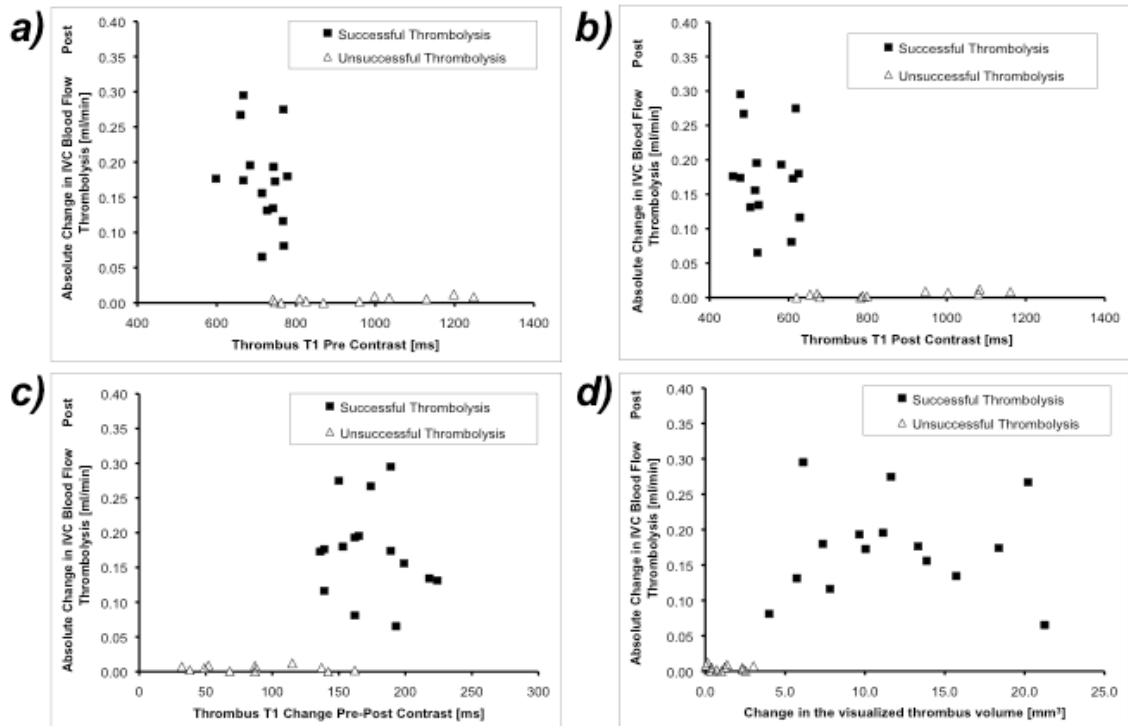 a)
Absolute Change in IVC Blood Flow Post
Thrombolysis [ml/min]
0.40
0.35
0.30
0.25
0.20
0.15
0.10
0.05
0.00
Successful Thrombolysis
Unsuccessful Thrombolysis
400 600 800 1000 1200 1400
Thrombus T1 Pre Contrast [ms]
b)
Absolute Change in IVC Blood Flow Post
Thrombolysis [ml/min]
0.40
0.35
0.30
0.25
0.20
0.15
0.10
0.05
0.00
Successful Thrombolysis
Unsuccessful Thrombolysis
400 600 800 1000 1200 1400
Thrombus T1 Post Contrast [ms]
c)
Absolute Change in IVC Blood Flow Post
Thrombolysis [ml/min]
0.40
0.35
0.30
0.25
0.20
0.15
0.10
0.05
0.00
Successful Thrombolysis
Unsuccessful Thrombolysis
0 50 100 150 200 250 300
Thrombus T1 Change Pre-Post Contrast [ms]
d)
Absolute Change in IVC Blood Flow Post
Thrombolysis [ml/min]
0.40
0.35
0.30
0.25
0.20
0.15
0.10
0.05
0.00
Successful Thrombolysis
Unsuccessful Thrombolysis
0.0 5.0 10.0 15.0 20.0 25.0
Change in the visualized thrombus volume [mm³]